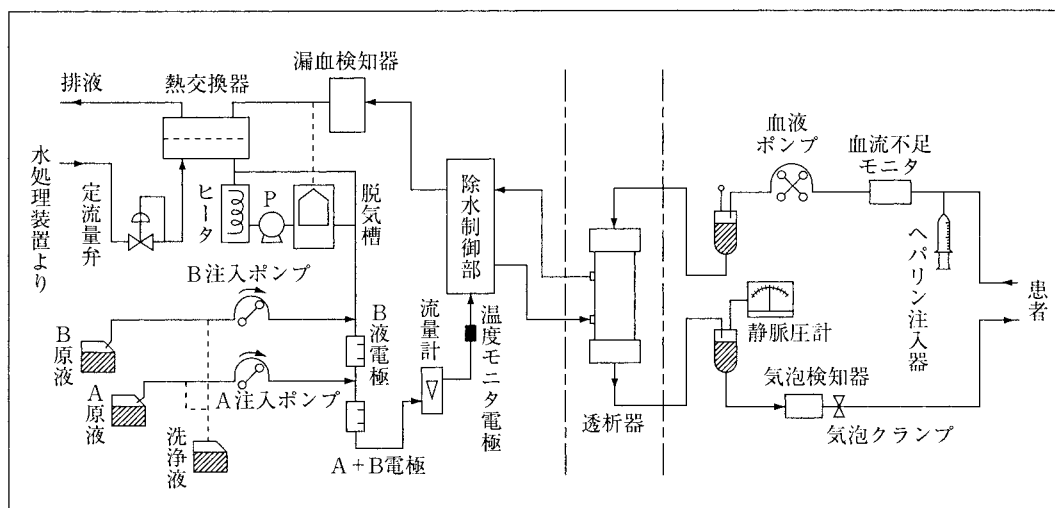 漏血検知器
排液
熱交換器
水処理装置より
定流量弁
ヒータ
P
脱気槽
B注入ポンプ
B原液
A原液
A注入ポンプ
洗浄液
B液電極
A+B電極
流量計
温度モニタ電極
除水制御部
透析器
血液
ポンプ
血流不足
モニタ
ヘパリン注入器
患者
静脈圧計
気泡検知器
気泡クランプ